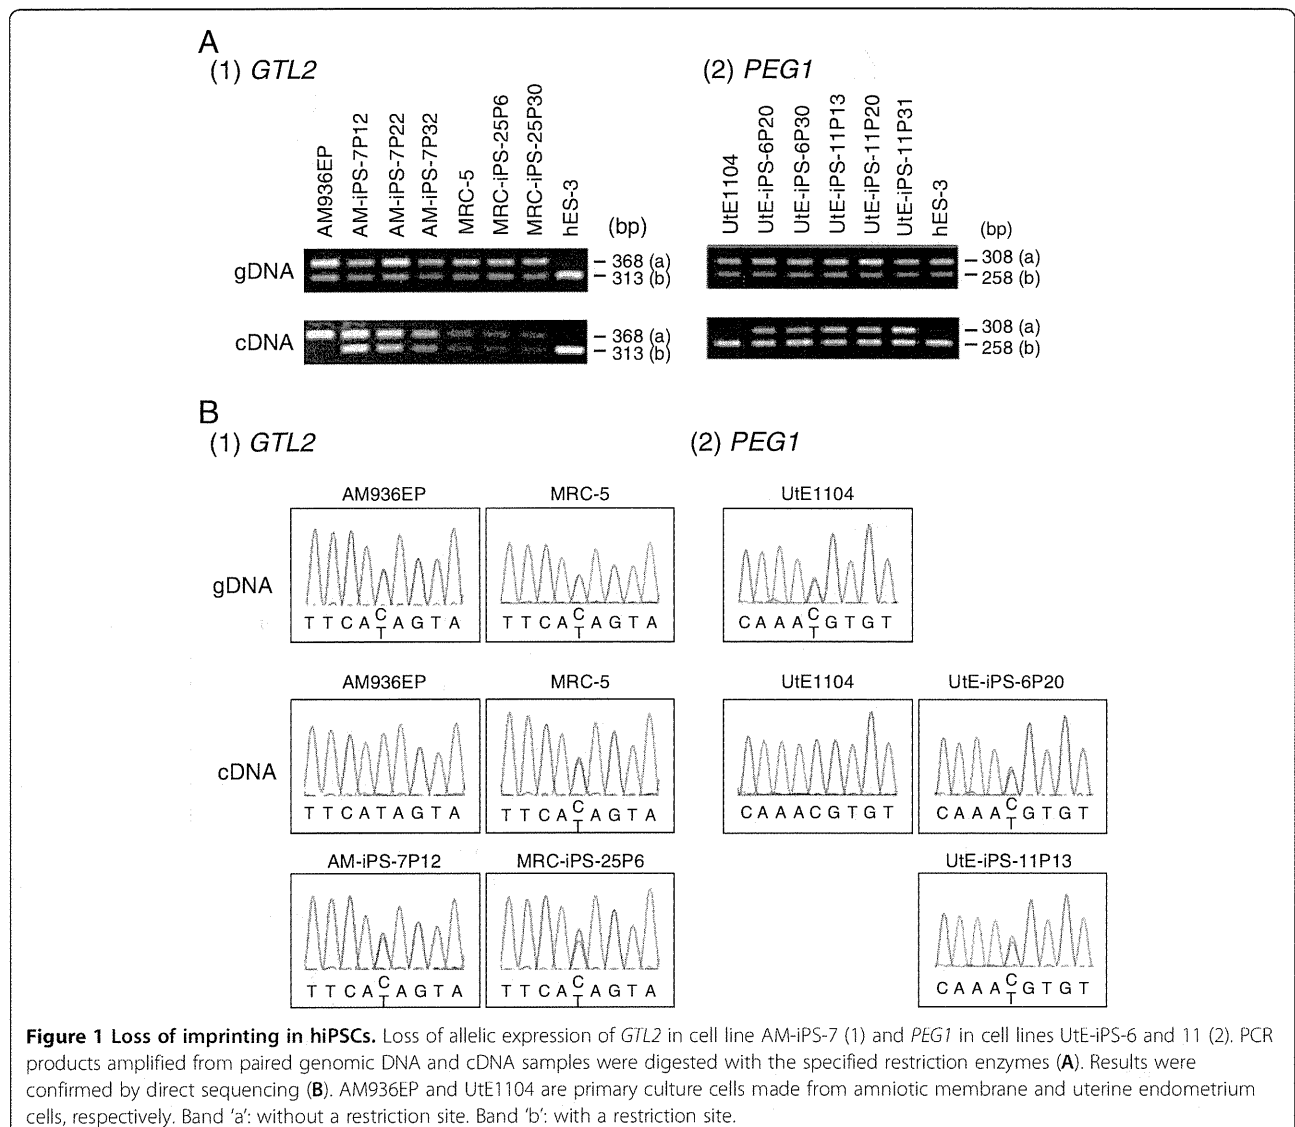 A
(1) GTL2
(2) PEG1
AM936EP
AM-iPS-7P12
AM-iPS-7P22
AM-iPS-7P32
MRC-5
MRC-iPS-25P6
MRC-iPS-25P30
hES-3
(bp)
UtE1104
UtE-iPS-6P20
UtE-iPS-6P30
UtE-iPS-11P13
UtE-iPS-11P20
UtE-iPS-11P31
hES-3
(bp)
gDNA
368 (a)
313 (b)
308 (a)
258 (b)
cDNA
368 (a)
313 (b)
308 (a)
258 (b)
B
(1) GTL2
(2) PEG1
AM936EP
MRC-5
UtE1104
gDNA
T T C A C/T A G T A
T T C A C/T A G T A
C A A A C/T G T G T
AM936EP
MRC-5
UtE1104
UtE-iPS-6P20
cDNA
T T C A T A G T A
T T C A C/T A G T A
C A A A C G T G T
C A A A C/T G T G T
AM-iPS-7P12
MRC-iPS-25P6
UtE-iPS-11P13
T T C A C/T A G T A
T T C A C/T A G T A
C A A A C/T G T G T
Figure 1 Loss of imprinting in hiPSCs. Loss of allelic expression of GTL2 in cell line AM-iPS-7 (1) and PEG1 in cell lines UtE-iPS-6 and 11 (2). PCR
products amplified from paired genomic DNA and cDNA samples were digested with the specified restriction enzymes (A). Results were
confirmed by direct sequencing (B). AM936EP and UtE1104 are primary culture cells made from amniotic membrane and uterine endometrium
cells, respectively. Band 'a': without a restriction site. Band 'b': with a restriction site.